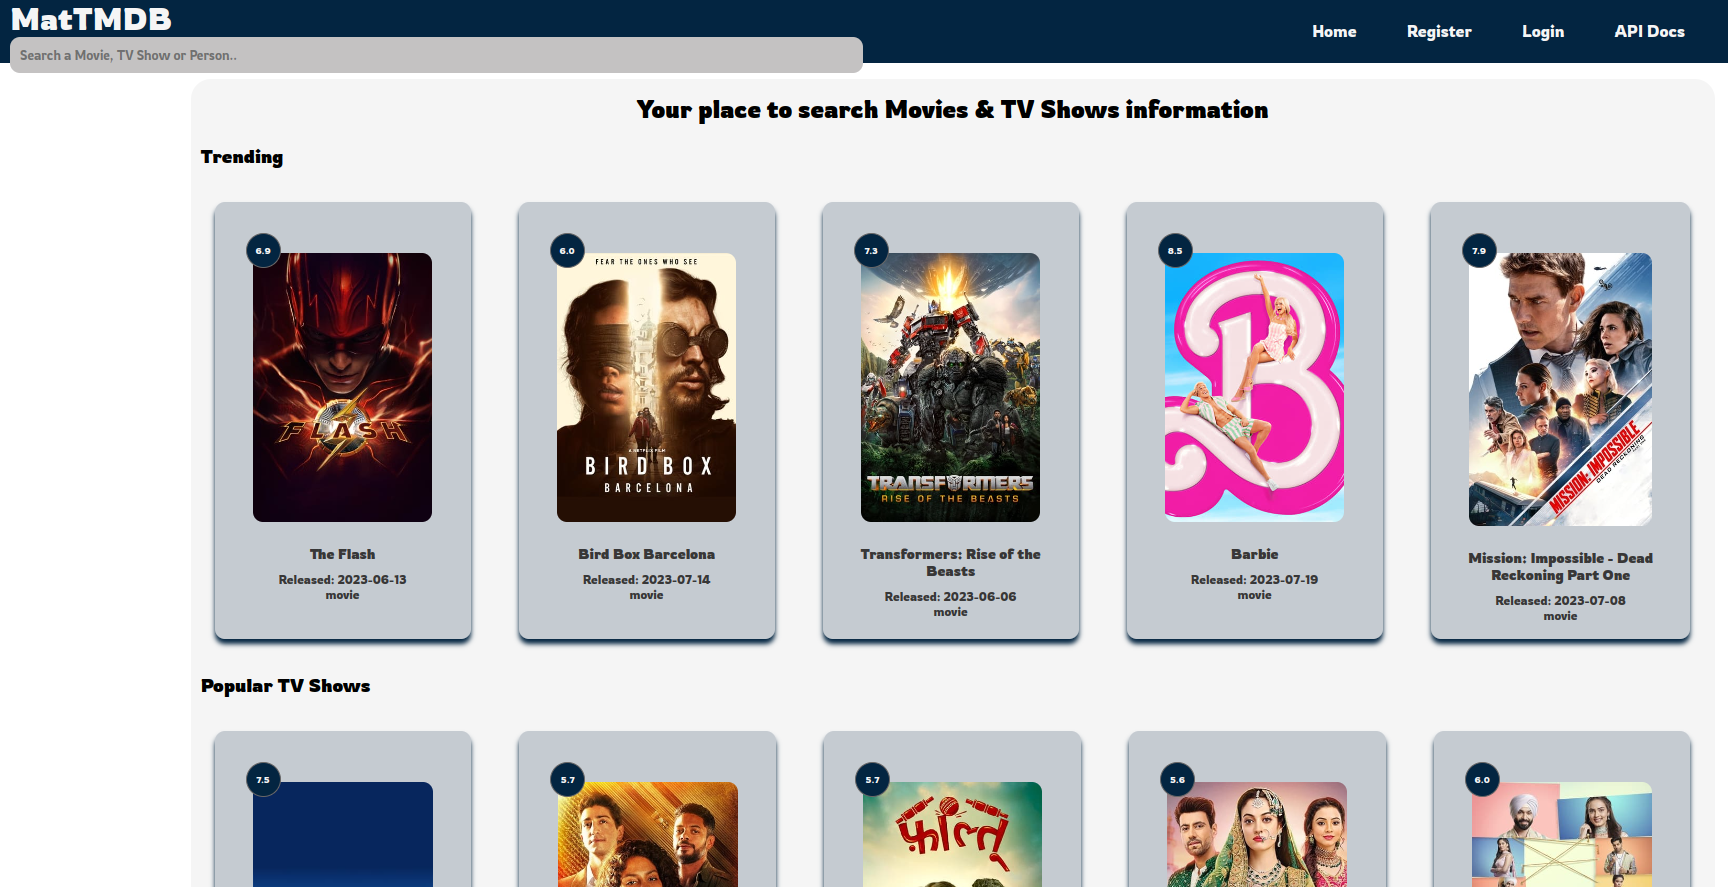 MatTMDB
Search a Movie, TV Show or Person..
Home Register Login API Docs
Your place to search Movies & TV Shows information
Trending
6.9
FLASH
The Flash
Released: 2023-06-13
movie
6.0
FEAR THE ONES WHO SEE
A NETFLIX FILM
BIRD BOX
BARCELONA
Bird Box Barcelona
Released: 2023-07-14
movie
7.3
TRANSFORMERS
RISE OF THE BEASTS
Transformers: Rise of the
Beasts
Released: 2023-06-06
movie
8.5
B
Barbie
Released: 2023-07-19
movie
7.9
MISSION: IMPOSSIBLE
DEAD RECKONING
Mission: Impossible - Dead
Reckoning Part One
Released: 2023-07-08
movie
Popular TV Shows
7.5
5.7
5.7
फ़ालतू
5.6
6.0